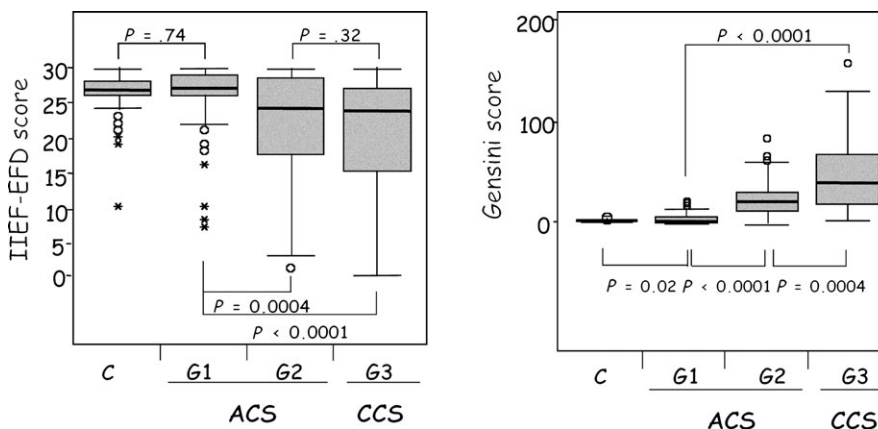 P = .74
P = .32
30
25
20
15
10
5
0
IIEF-EFD score
P = 0.0004
P < 0.0001
C
G1
G2
G3
ACS
CCS
200
P < 0.0001
100
0
Gensini score
P = 0.02
P < 0.0001
P = 0.0004
C
G1
G2
G3
ACS
CCS